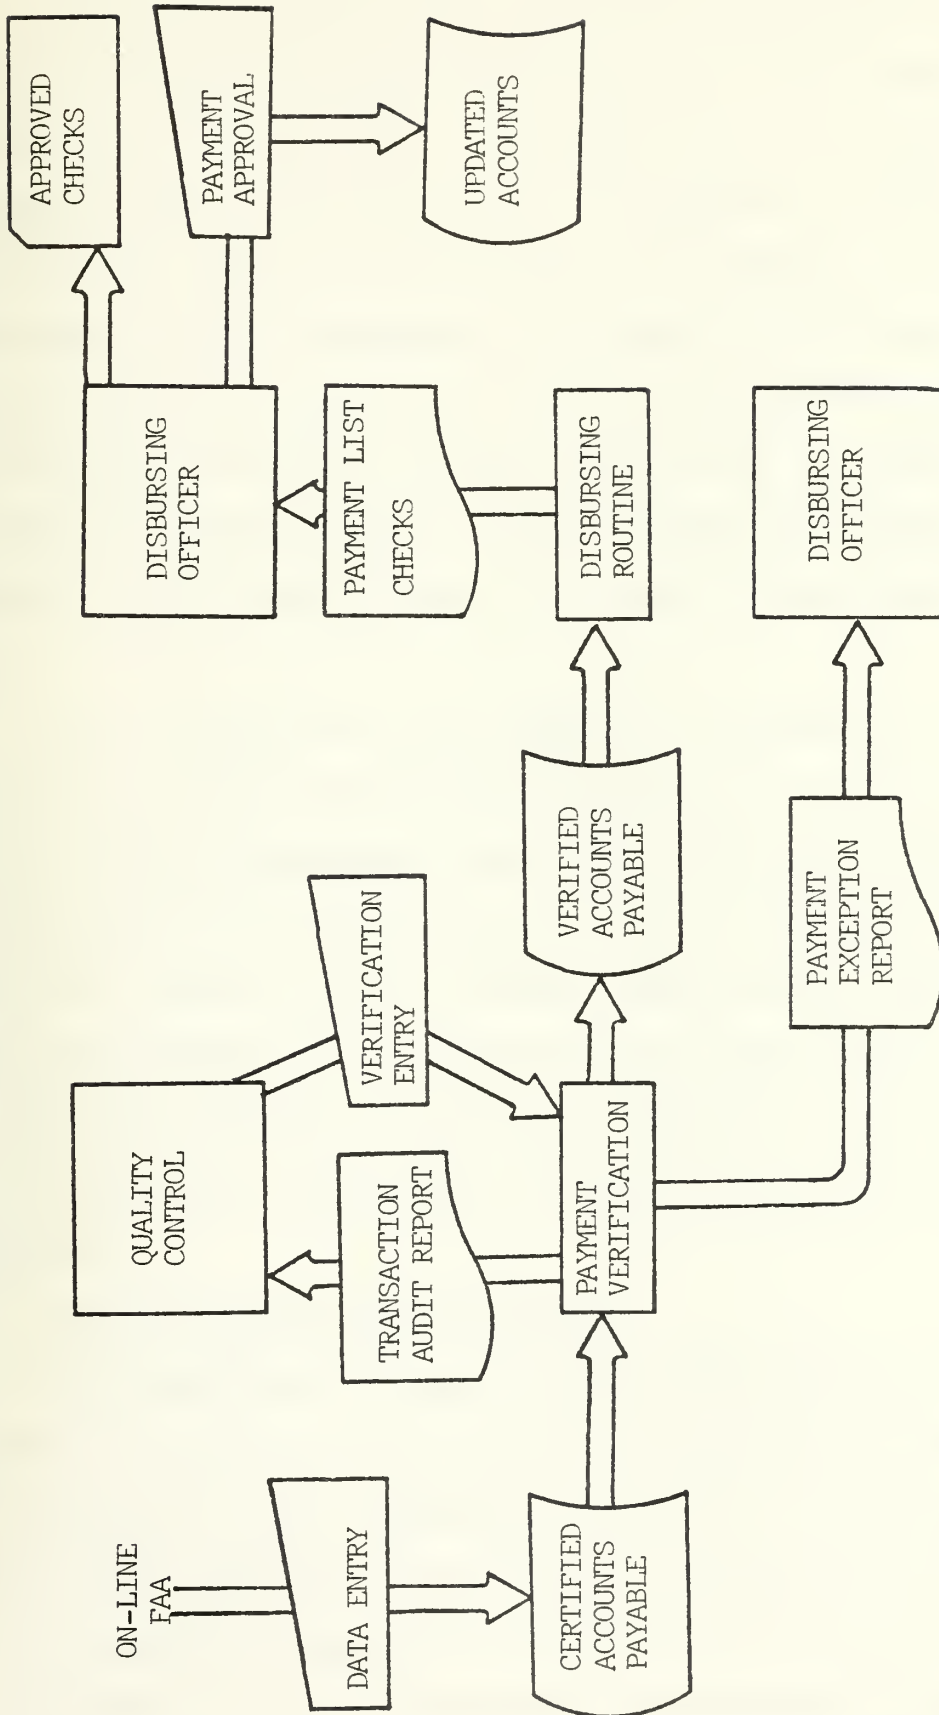 ON-LINE
FAA
DATA ENTRY
CERTIFIED
ACCOUNTS
PAYABLE
QUALITY
CONTROL
TRANSACTION
AUDIT REPORT
VERIFICATION
ENTRY
PAYMENT
VERIFICATION
VERIFIED
ACCOUNTS
PAYABLE
PAYMENT
EXCEPTION
REPORT
DISBURSING
OFFICER
PAYMENT LIST
CHECKS
DISBURSING
ROUTINE
DISBURSING
OFFICER
APPROVED
CHECKS
PAYMENT
APPROVAL
UPDATED
ACCOUNTS